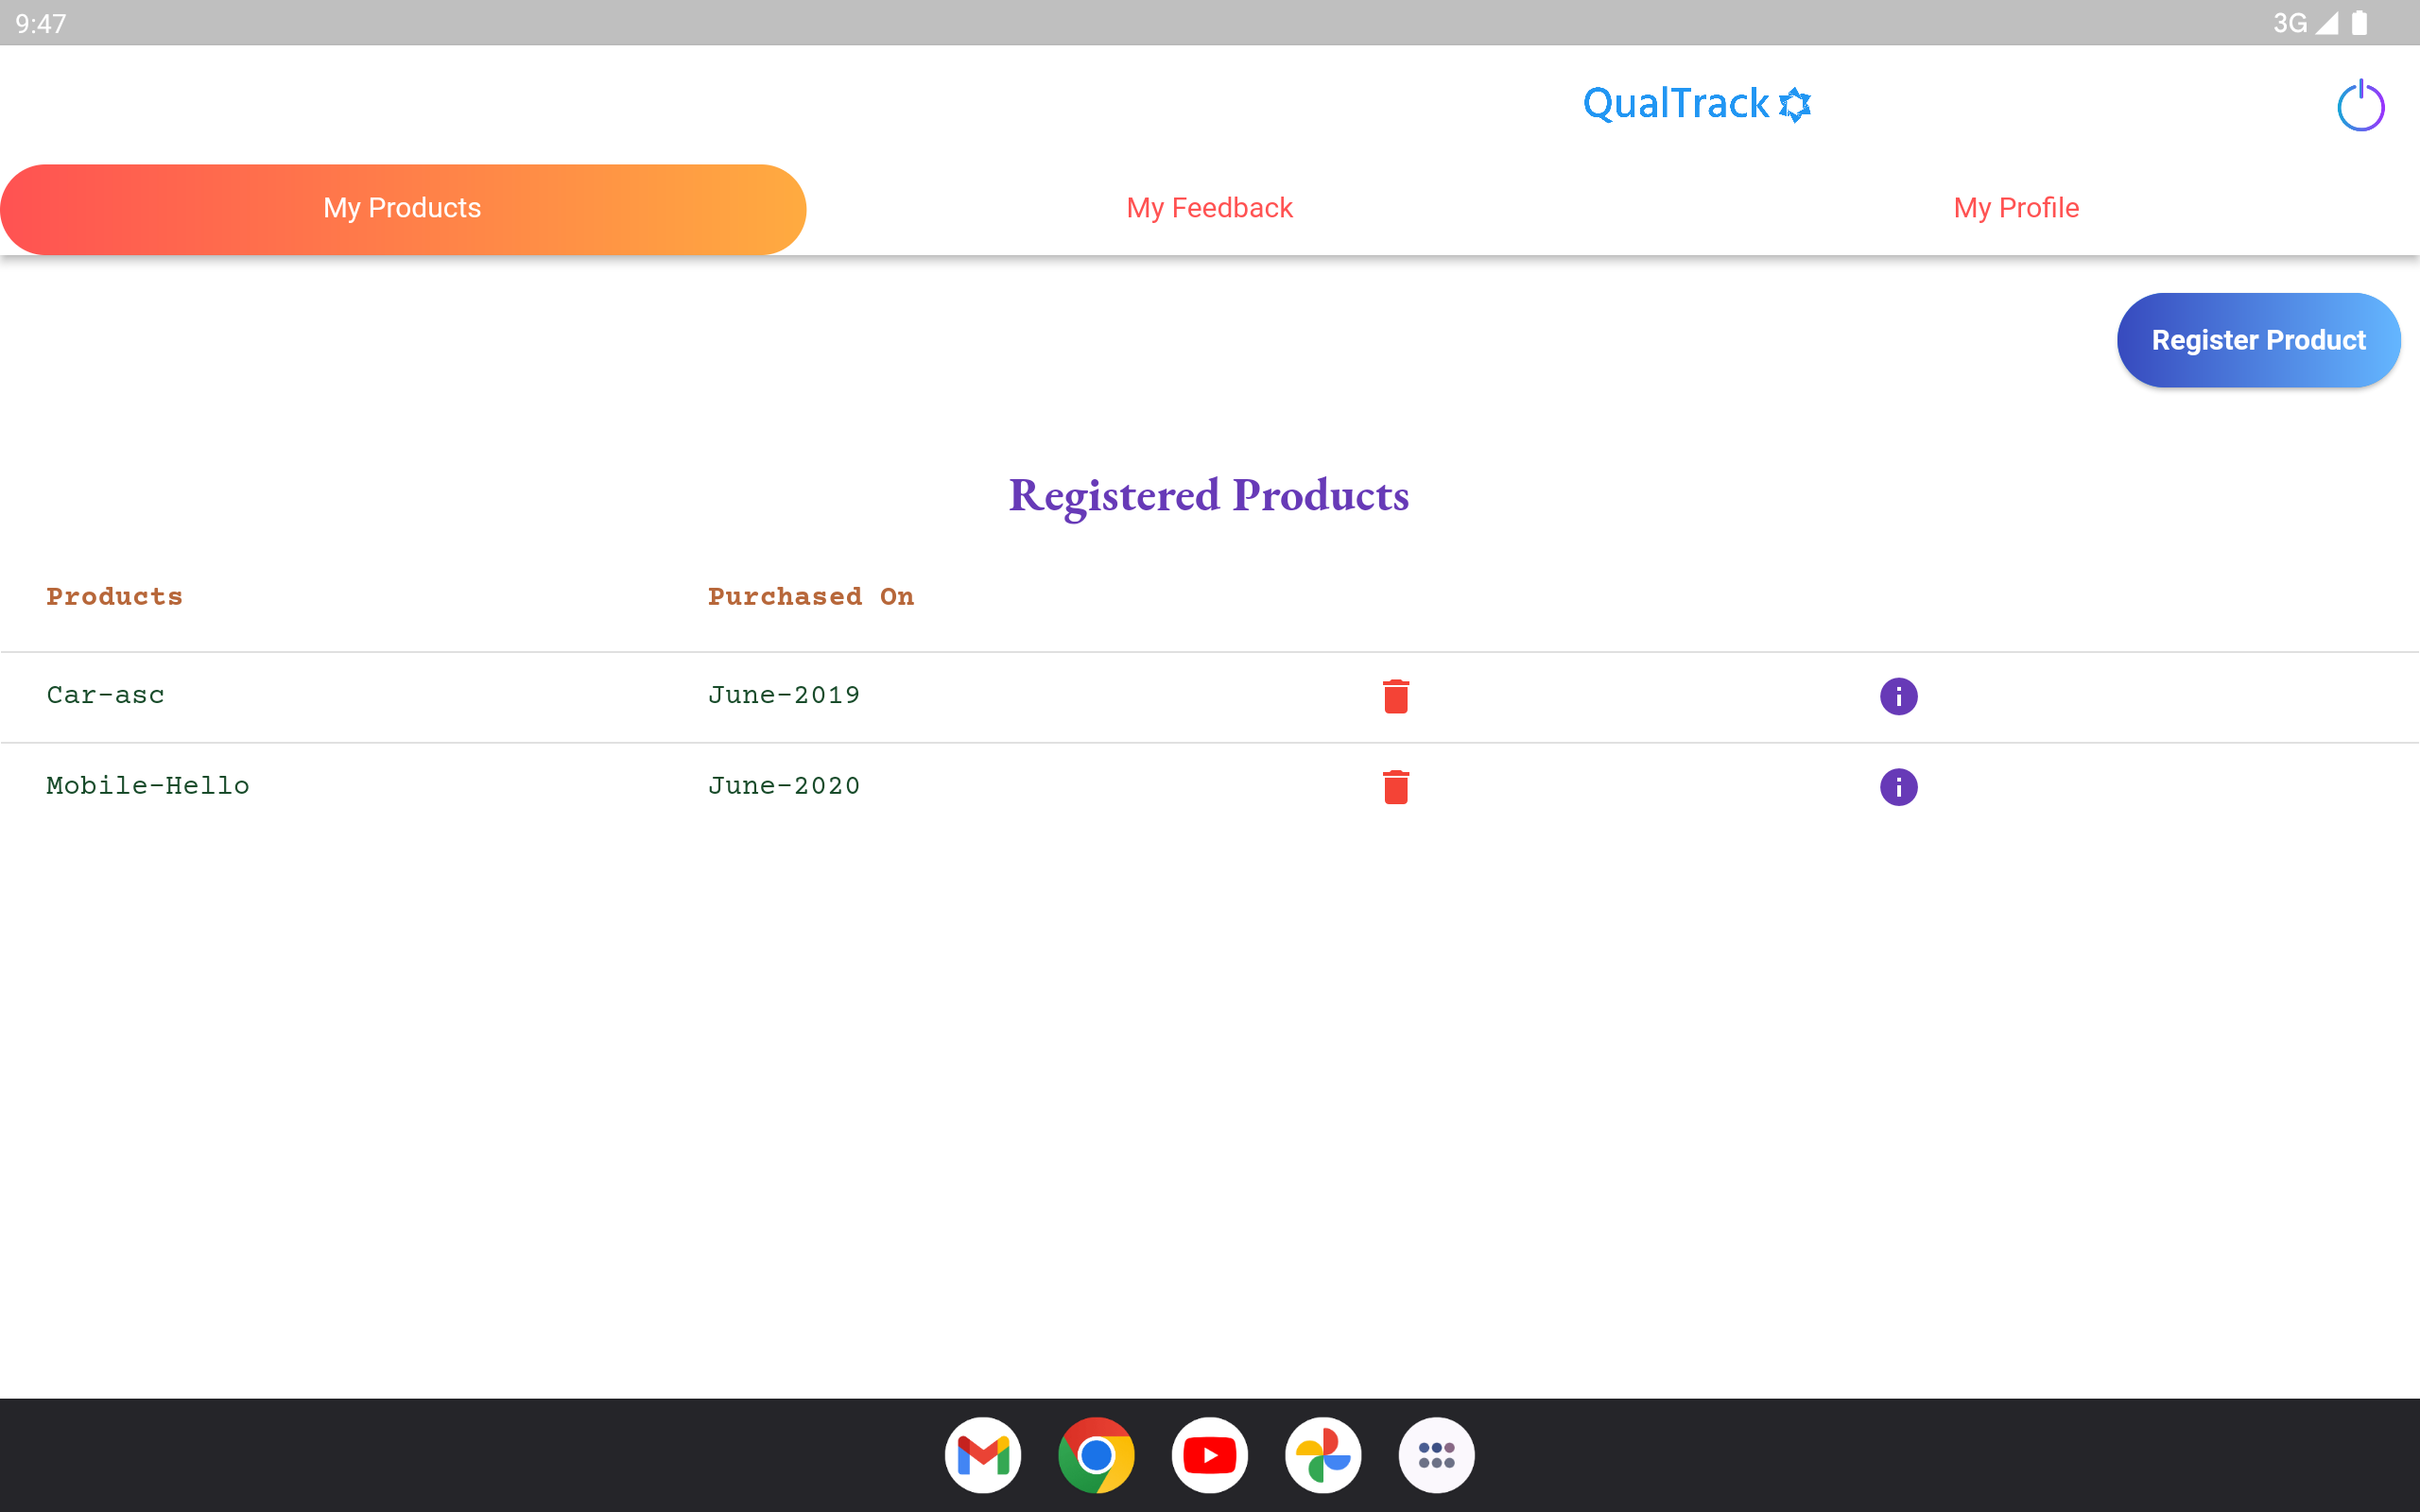 9:47 3G
QualTrack
My Products My Feedback My Profile
Register Product
Registered Products
Products Purchased On
Car-asc June-2019
Mobile-Hello June-2020